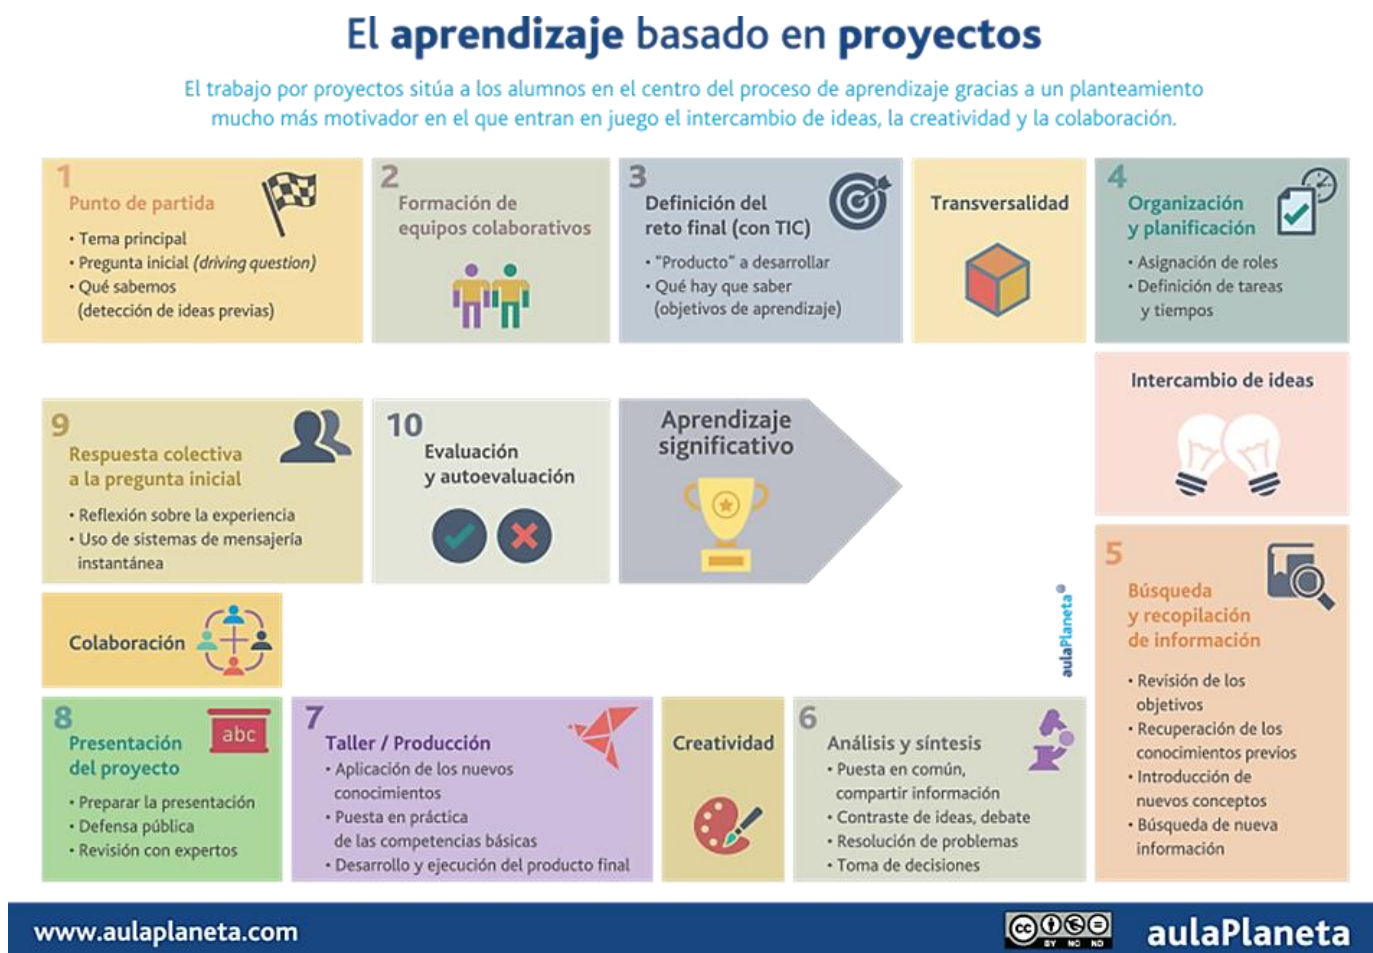 El aprendizaje basado en proyectos
El trabajo por proyectos sitúa a los alumnos en el centro del proceso de aprendizaje gracias a un planteamiento
mucho más motivador en el que entran en juego el intercambio de ideas, la creatividad y la colaboración.
1
Punto de partida
• Tema principal
• Pregunta inicial (driving question)
• Qué sabemos
(detección de ideas previas)
2
Formación de
equipos colaborativos
3
Definición del
reto final (con TIC)
• "Producto" a desarrollar
• Qué hay que saber
(objetivos de aprendizaje)
Transversalidad
4
Organización
y planificación
• Asignación de roles
• Definición de tareas
y tiempos
Intercambio de ideas
5
Búsqueda
y recopilación
de información
• Revisión de los
objetivos
• Recuperación de los
conocimientos previos
• Introducción de
nuevos conceptos
• Búsqueda de nueva
información
6
Análisis y síntesis
• Puesta en común,
compartir información
• Contraste de ideas, debate
• Resolución de problemas
• Toma de decisiones
Creatividad
7
Taller / Producción
• Aplicación de los nuevos
conocimientos
• Puesta en práctica
de las competencias básicas
• Desarrollo y ejecución del producto final
8
Presentación
del proyecto
abc
• Preparar la presentación
• Defensa pública
• Revisión con expertos
Colaboración
9
Respuesta colectiva
a la pregunta inicial
• Reflexión sobre la experiencia
• Uso de sistemas de mensajería
instantánea
10
Evaluación
y autoevaluación
Aprendizaje
significativo
aulaPlaneta
www.aulaplaneta.com
cc
BY NC ND
aulaPlaneta